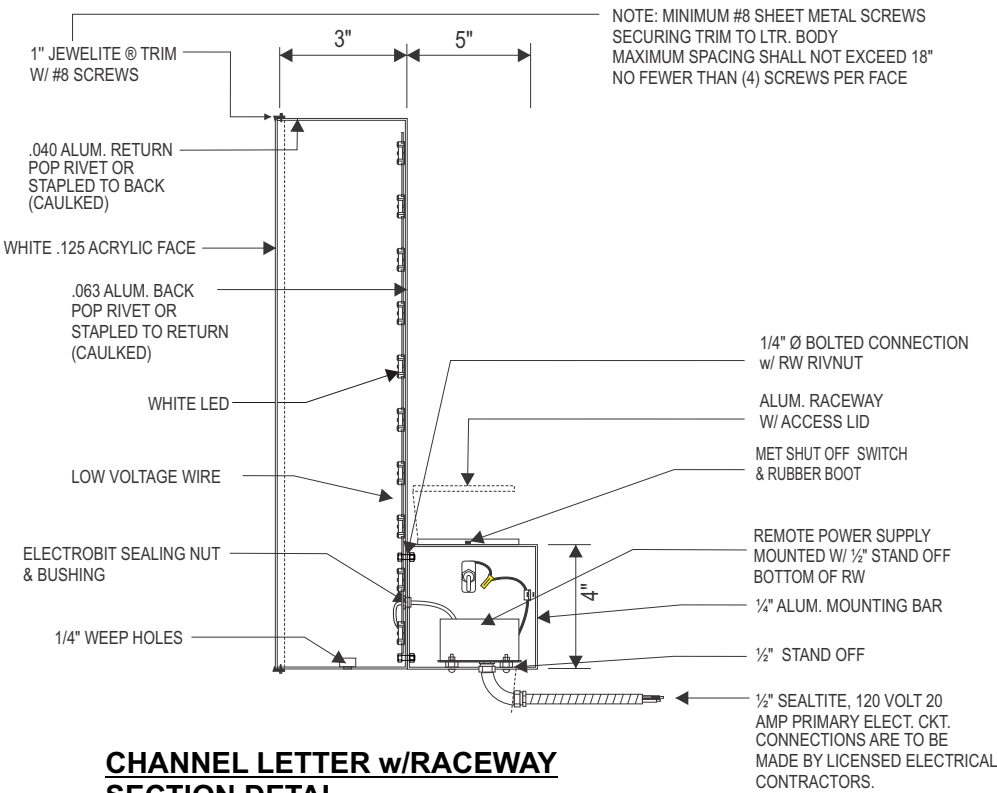 3"
5"
NOTE: MINIMUM #8 SHEET METAL SCREWS
SECURING TRIM TO LTR. BODY
MAXIMUM SPACING SHALL NOT EXCEED 18"
NO FEWER THAN (4) SCREWS PER FACE
1" JEWELITE ® TRIM
W/ #8 SCREWS
.040 ALUM. RETURN
POP RIVET OR
STAPLED TO BACK
(CAULKED)
WHITE .125 ACRYLIC FACE
.063 ALUM. BACK
POP RIVET OR
STAPLED TO RETURN
(CAULKED)
WHITE LED
LOW VOLTAGE WIRE
ELECTROBIT SEALING NUT
& BUSHING
1/4" WEEP HOLES
1/4" Ø BOLTED CONNECTION
w/ RW RIVNUT
ALUM. RACEWAY
W/ ACCESS LID
MET SHUT OFF SWITCH
& RUBBER BOOT
REMOTE POWER SUPPLY
MOUNTED W/ ½" STAND OFF
BOTTOM OF RW
4"
¼" ALUM. MOUNTING BAR
½" STAND OFF
½" SEALTITE, 120 VOLT 20
AMP PRIMARY ELECT. CKT.
CONNECTIONS ARE TO BE
MADE BY LICENSED ELECTRICAL
CONTRACTORS.
CHANNEL LETTER w/RACEWAY
SECTION DETAL